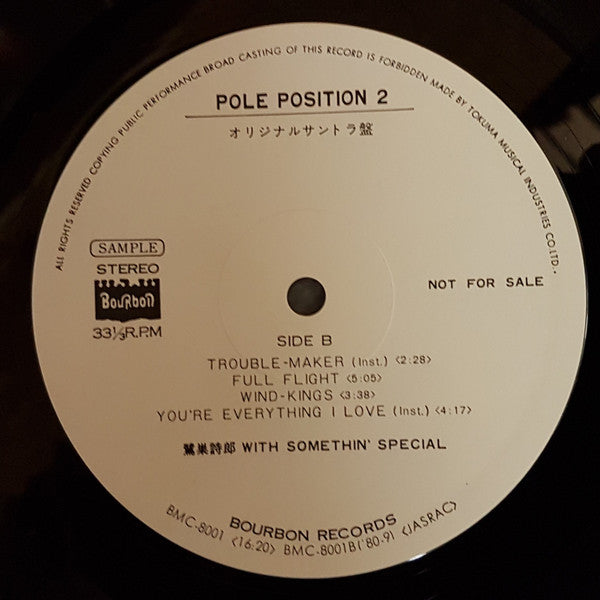 ALL RIGHTS RESERVED COPYING PUBLIC PERFORMANCE BROAD CASTING OF THIS RECORD IS FORBIDDEN MADE BY TOKUMA MUSICAL INDUSTRIES CO.LTD.,
POLE POSITION 2
オリジナルサントラ盤
SAMPLE
STEREO
BouRbon
33⅓R.P.M
NOT FOR SALE
SIDE B
TROUBLE-MAKER (Inst.) <2:28>
FULL FLIGHT <5:05>
WIND-KINGS <3:38>
YOU'RE EVERYTHING I LOVE (Inst.) <4:17>
鷺巣詩郎 WITH SOMETHIN' SPECIAL
BOURBON RECORDS
BMC-8001 <16:20> BMC-8001B('80·9) <JASRAC>